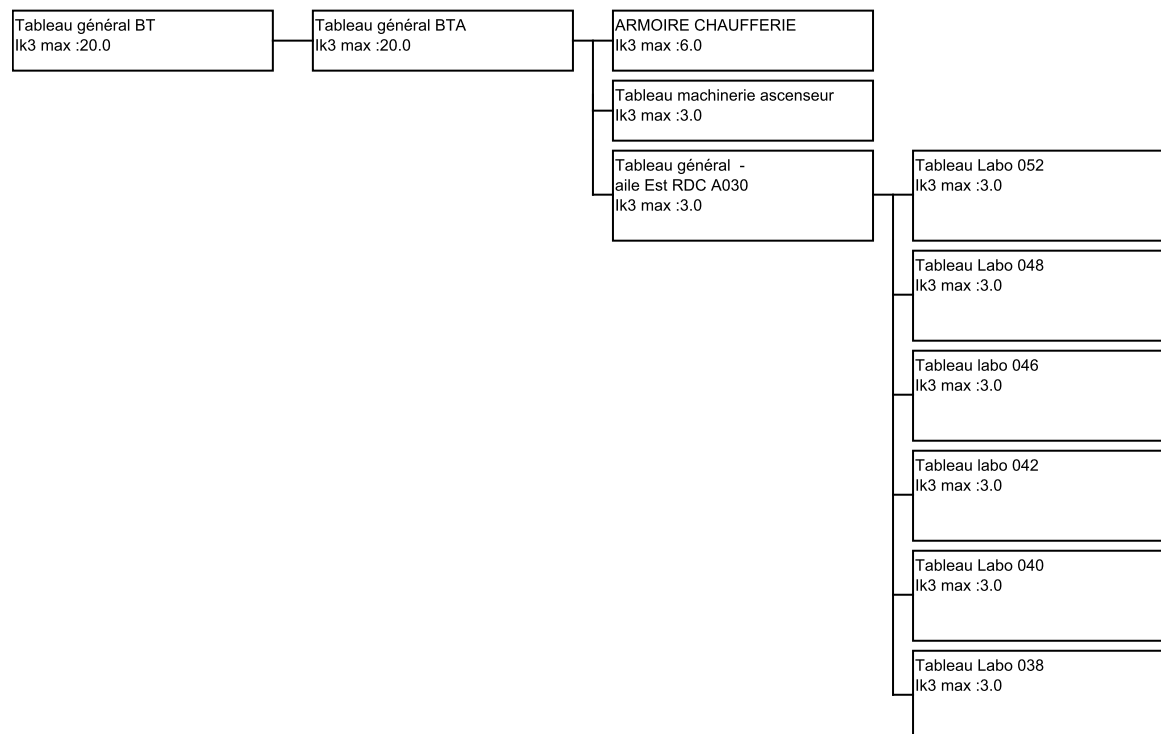 Tableau général BT
Ik3 max :20.0
Tableau général BTA
Ik3 max :20.0
ARMOIRE CHAUFFERIE
Ik3 max :6.0
Tableau machinerie ascenseur
Ik3 max :3.0
Tableau général  -
aile Est RDC A030
Ik3 max :3.0
Tableau Labo 052
Ik3 max :3.0
Tableau Labo 048
Ik3 max :3.0
Tableau labo 046
Ik3 max :3.0
Tableau labo 042
Ik3 max :3.0
Tableau Labo 040
Ik3 max :3.0
Tableau Labo 038
Ik3 max :3.0